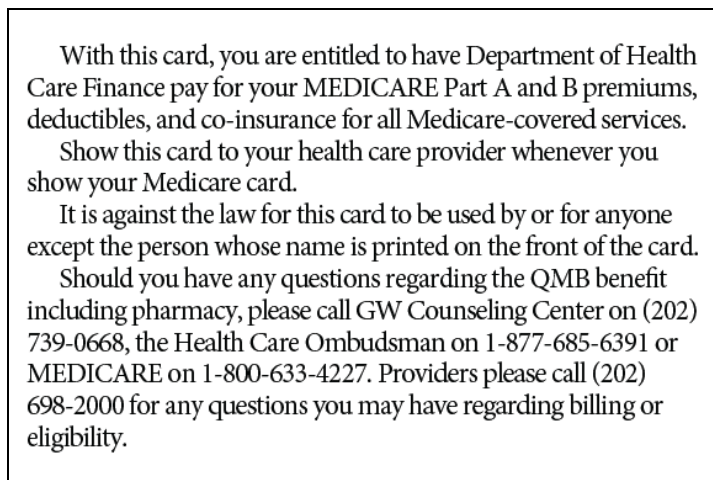 With this card, you are entitled to have Department of Health
Care Finance pay for your MEDICARE Part A and B premiums,
deductibles, and co-insurance for all Medicare-covered services.
Show this card to your health care provider whenever you
show your Medicare card.
It is against the law for this card to be used by or for anyone
except the person whose name is printed on the front of the card.
Should you have any questions regarding the QMB benefit
including pharmacy, please call GW Counseling Center on (202)
739-0668, the Health Care Ombudsman on 1-877-685-6391 or
MEDICARE on 1-800-633-4227. Providers please call (202)
698-2000 for any questions you may have regarding billing or
eligibility.